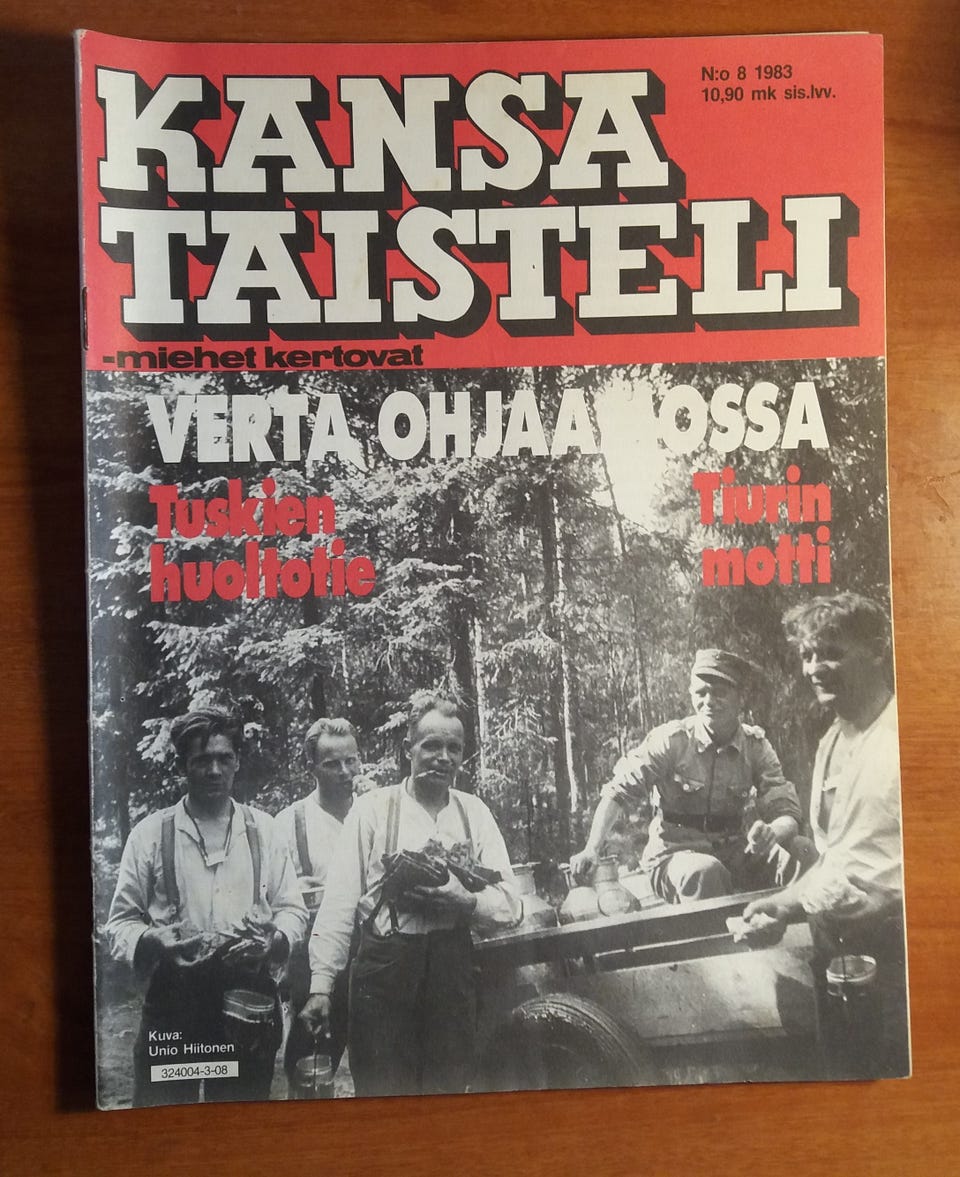 KANSA
TAISTELI
N:o 8 1983
10,90 mk sis.lvv.
-miehet kertovat
VERTA OHJAAMOSSA
Tuskien
huoltotie
Tiurin
motti
Kuva:
Unio Hiitonen
324004-3-08